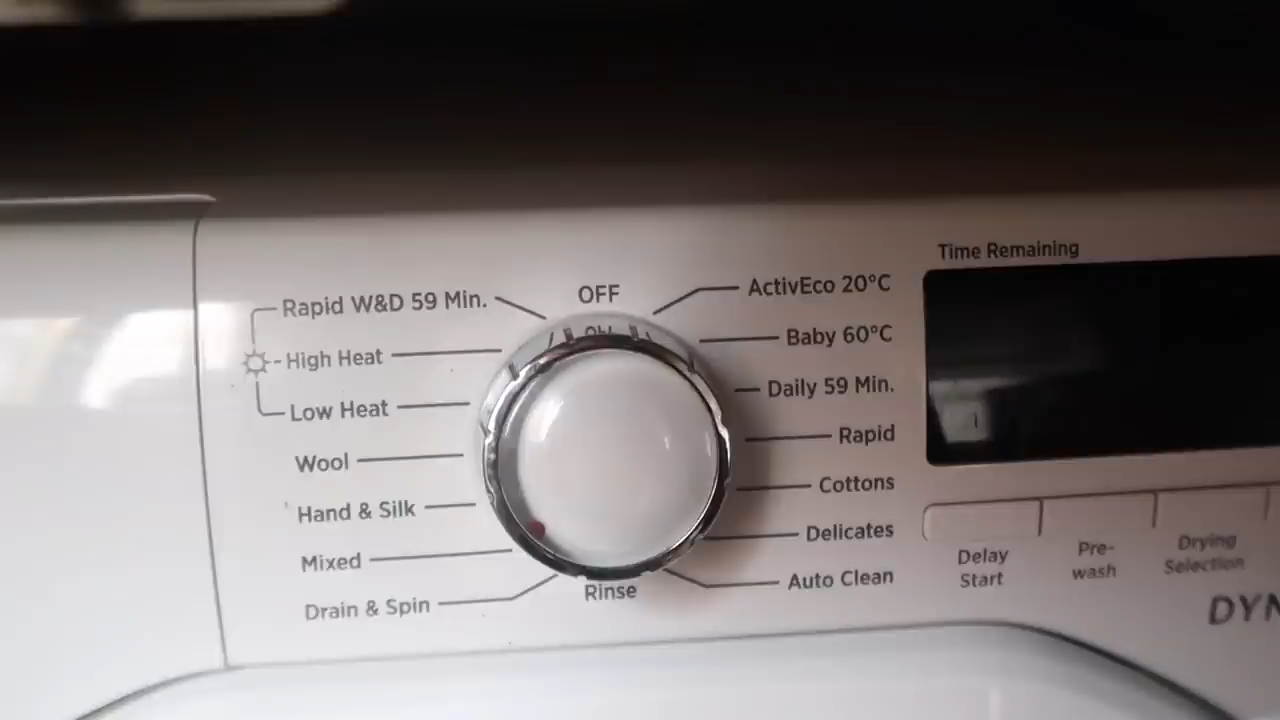 Time Remaining
OFF
Rapid W&D 59 Min.
High Heat
Low Heat
Wool
Hand & Silk
Mixed
Drain & Spin
Rinse
ActivEco 20°C
Baby 60°C
Daily 59 Min.
Rapid
Cottons
Delicates
Auto Clean
Delay
Start
Pre-
wash
Drying
Selection